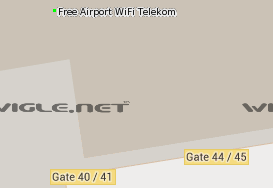 Free Airport WiFi Telekom
WIGLE.NET
Gate 44 / 45
Gate 40 / 41